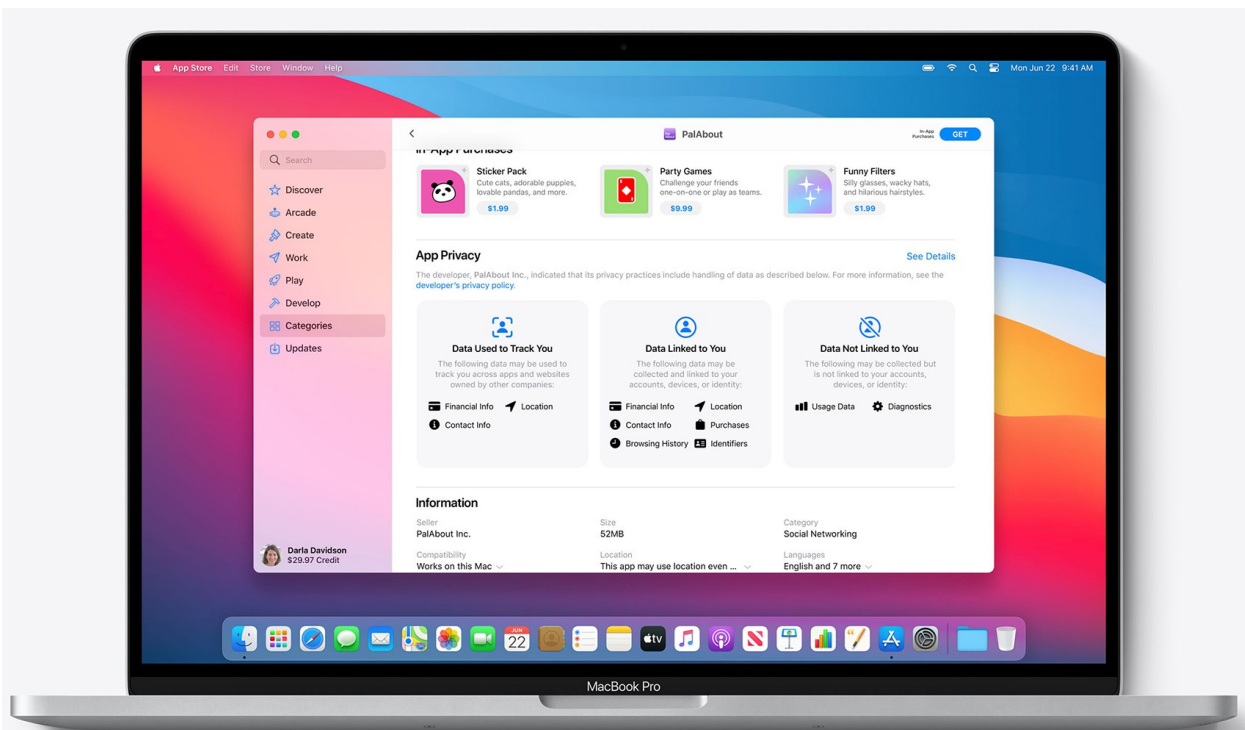 App Store Edit Store Window Help
Mon Jun 22 9:41 AM
Search
Discover
Arcade
Create
Work
Play
Develop
Categories
Updates
Darla Davidson
$29.97 Credit
PalAbout
In-App
Purchases
GET
In-App Purchases
Sticker Pack
Cute cats, adorable puppies,
lovable pandas, and more.
$1.99
Party Games
Challenge your friends
one-on-one or play as teams.
$9.99
Funny Filters
Silly glasses, wacky hats,
and hilarious hairstyles.
$1.99
App Privacy
See Details
The developer, PalAbout Inc., indicated that its privacy practices include handling of data as described below. For more information, see the
developer's privacy policy.
Data Used to Track You
The following data may be used to
track you across apps and websites
owned by other companies:
Financial Info Location
Contact Info
Data Linked to You
The following data may be
collected and linked to your
accounts, devices, or identity:
Financial Info Location
Contact Info Purchases
Browsing History Identifiers
Data Not Linked to You
The following may be collected but
is not linked to your accounts,
devices, or identity:
Usage Data Diagnostics
Information
Seller
PalAbout Inc.
Size
52MB
Category
Social Networking
Compatibility
Works on this Mac
Location
This app may use location even ...
Languages
English and 7 more
JUN
22
tv
MacBook Pro